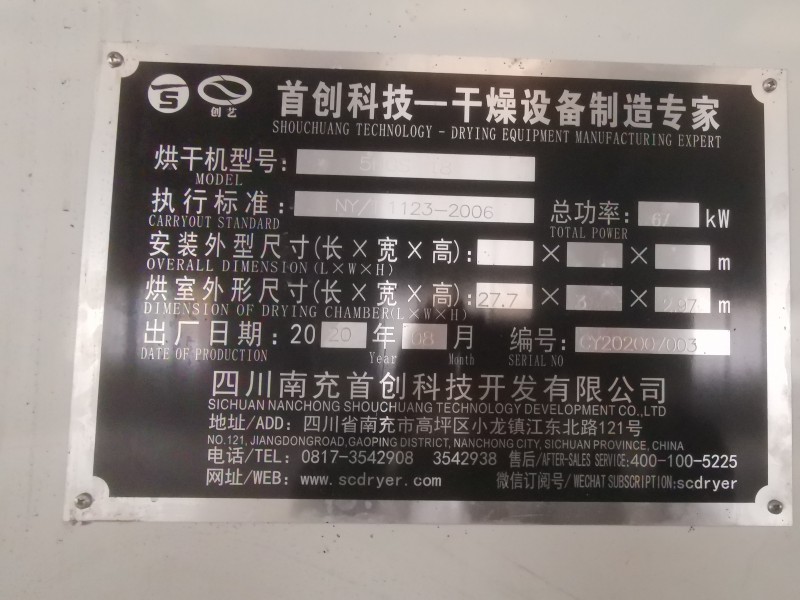 创艺
首创科技一干燥设备制造专家
SHOUCHUANG TECHNOLOGY - DRYING EQUIPMENT MANUFACTURING EXPERT
烘干机型号:
MODEL
执行标准: NY/ 1123-2006 总功率: kW
CARRYOUT STANDARD TOTAL POWER
安装外型尺寸(长×宽×高): × × m
OVERALL DIMENSION(L×W×H)
烘室外形尺寸(长×宽×高): 27.7 × × 2.97 m
DIMENSION OF DRYING CHAMBER(L×W×H)
出厂日期: 2020 年 08 月 编号:
DATE OF PRODUCTION Year Month SERIAL NO
四川南充首创科技开发有限公司
SICHUAN NANCHONG SHOUCHUANG TECHNOLOGY DEVELOPMENT CO.,LTD
地址/ADD: 四川省南充市高坪区小龙镇江东北路121号
NO.121, JIANGDONGROAD,GAOPING DISTRICT, NANCHONG CITY, SICHUAN PROVINCE, CHINA
电话/TEL: 0817-3542908 3542938 售后/AFTER-SALES SERVICE:400-100-5225
网址/WEB: www.scdryer.com 微信订阅号/WECHAT SUBSCRIPTION:scdryer